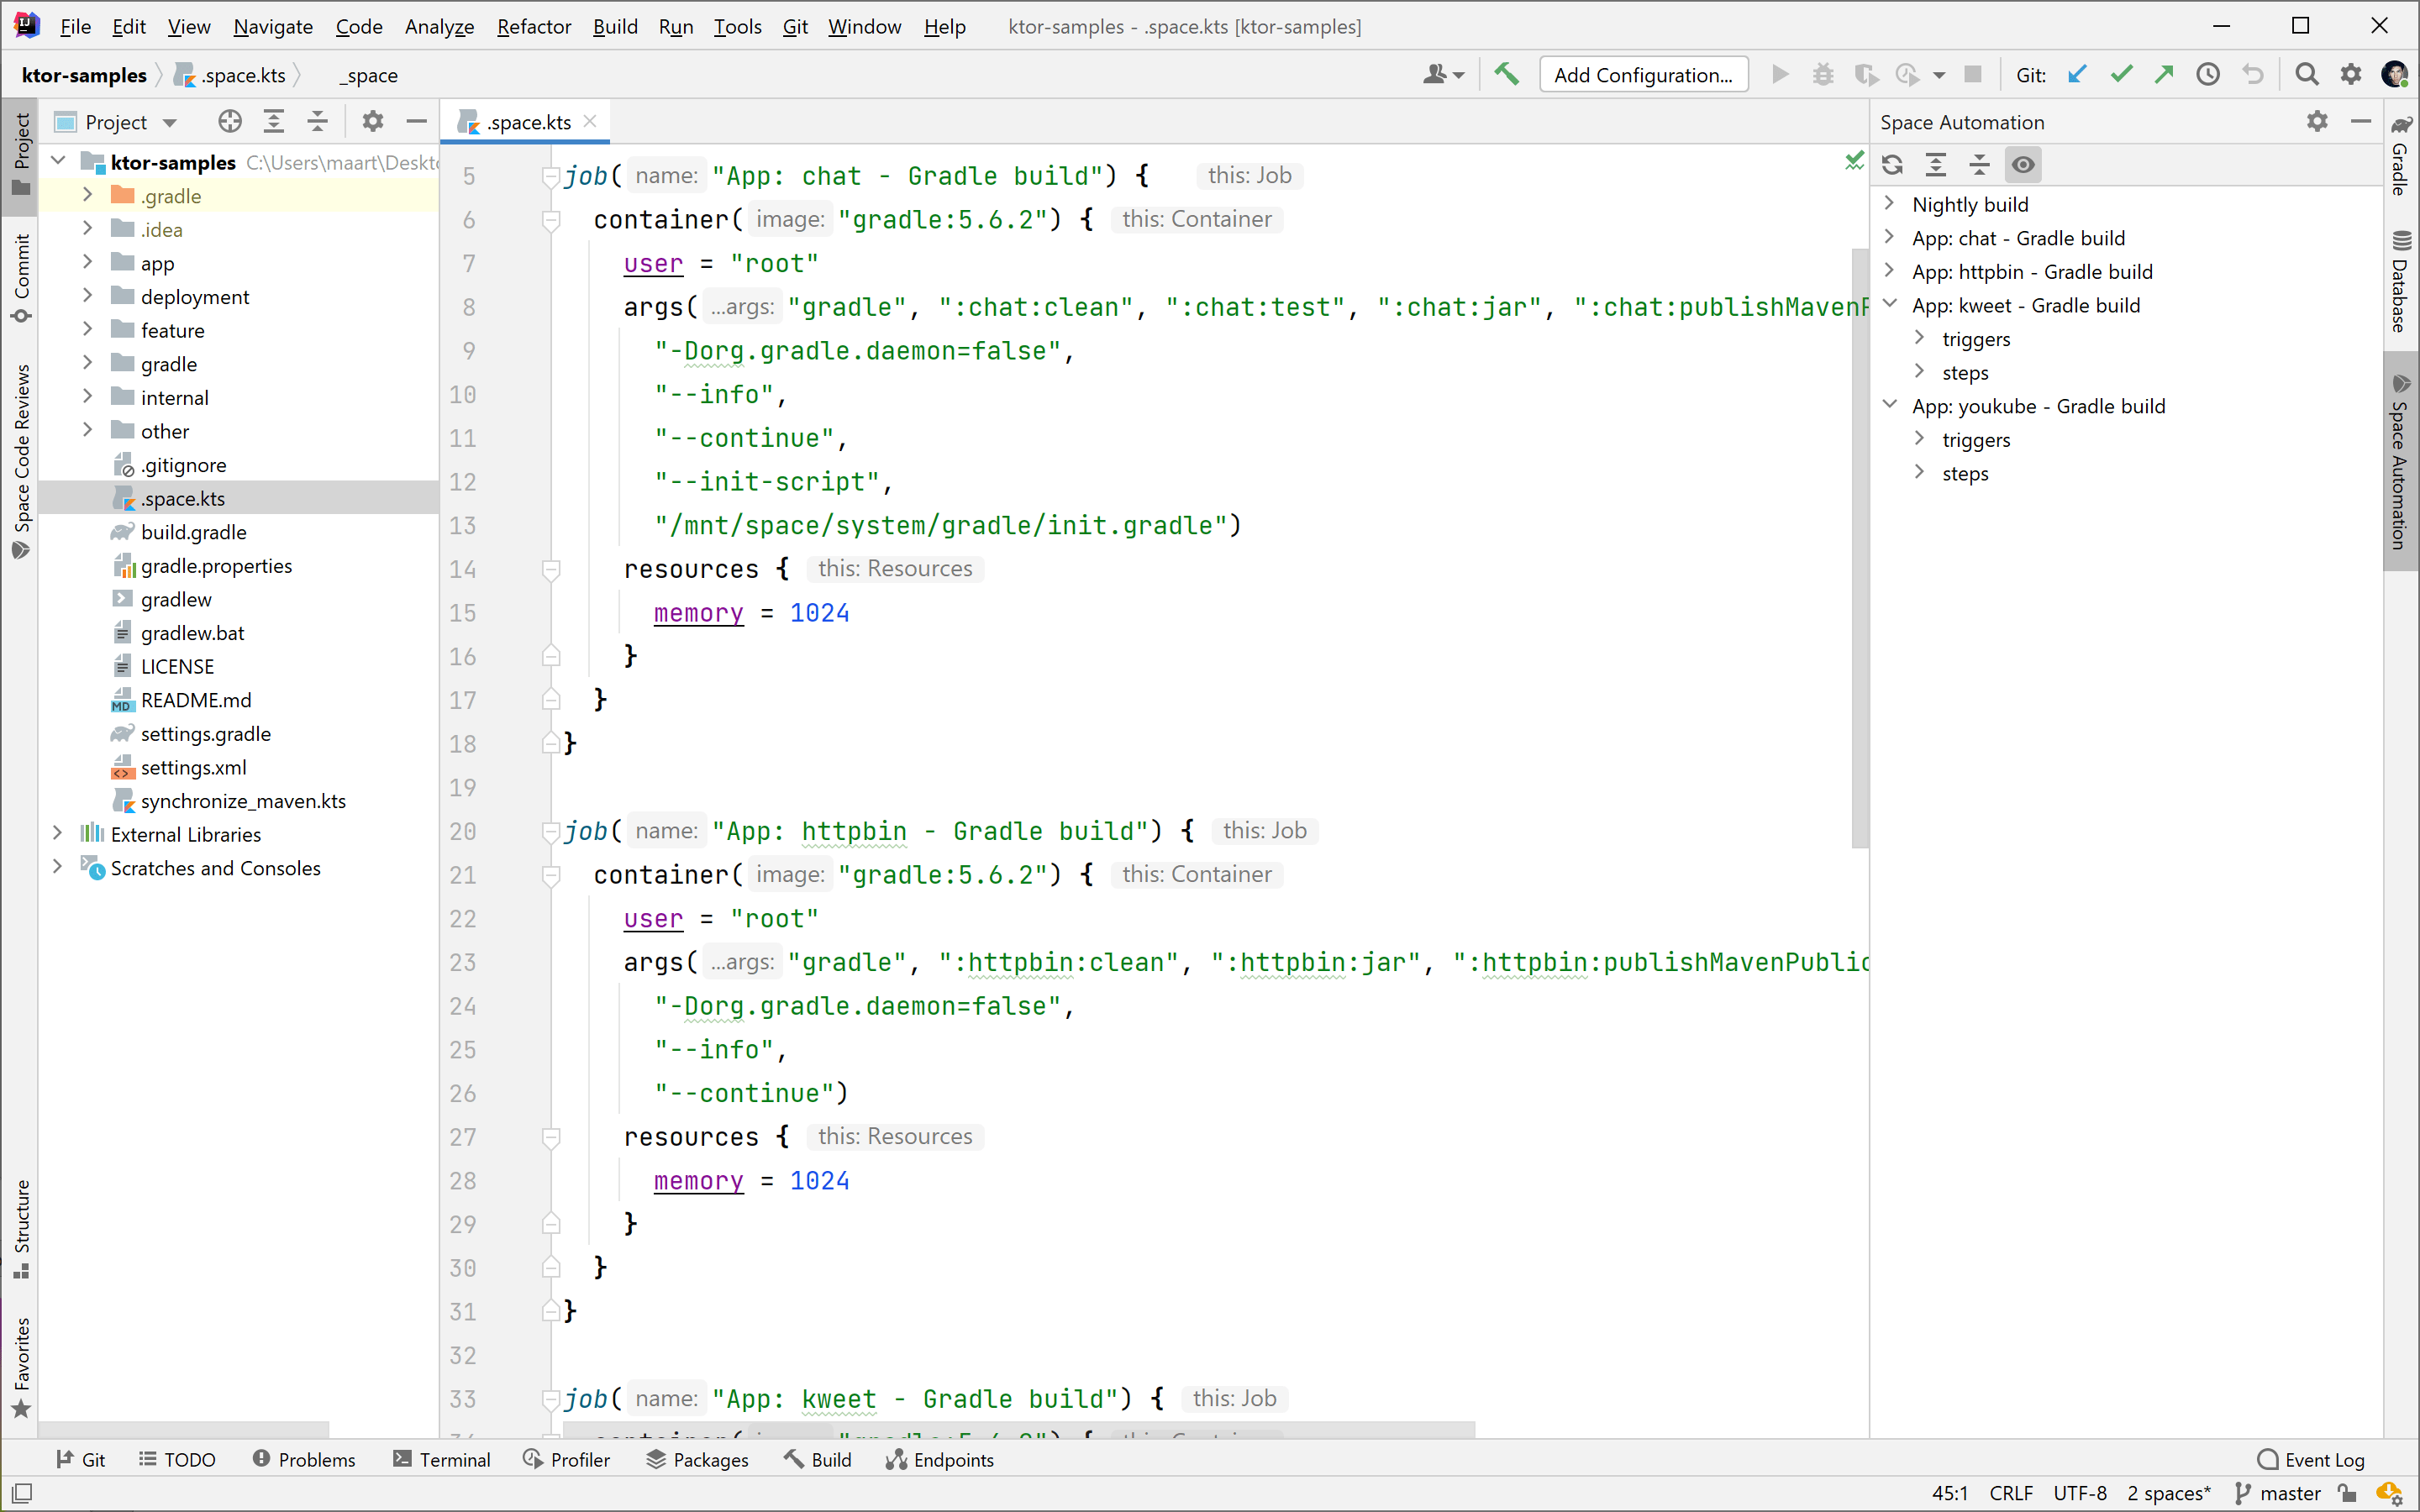 File Edit View Navigate Code Analyze Refactor Build Run Tools Git Window Help ktor-samples - .space.kts [ktor-samples]
ktor-samples .space.kts _space Add Configuration... Git:
Project
Commit
Space Code Reviews
Structure
Favorites
Project
ktor-samples C:\Users\maart\Deskto
.gradle
.idea
app
deployment
feature
gradle
internal
other
.gitignore
.space.kts
build.gradle
gradle.properties
gradlew
gradlew.bat
LICENSE
README.md
settings.gradle
settings.xml
synchronize_maven.kts
External Libraries
Scratches and Consoles
.space.kts
5 job( name: "App: chat - Gradle build") { this: Job
6 container( image: "gradle:5.6.2") { this: Container
7 user = "root"
8 args( ...args: "gradle", ":chat:clean", ":chat:test", ":chat:jar", ":chat:publishMavenP
9 "-Dorg.gradle.daemon=false",
10 "--info",
11 "--continue",
12 "--init-script",
13 "/mnt/space/system/gradle/init.gradle")
14 resources { this: Resources
15 memory = 1024
16 }
17 }
18 }
19
20 job( name: "App: httpbin - Gradle build") { this: Job
21 container( image: "gradle:5.6.2") { this: Container
22 user = "root"
23 args( ...args: "gradle", ":httpbin:clean", ":httpbin:jar", ":httpbin:publishMavenPublic
24 "-Dorg.gradle.daemon=false",
25 "--info",
26 "--continue")
27 resources { this: Resources
28 memory = 1024
29 }
30 }
31 }
32
33 job( name: "App: kweet - Gradle build") { this: Job
Space Automation
Nightly build
App: chat - Gradle build
App: httpbin - Gradle build
App: kweet - Gradle build
triggers
steps
App: youkube - Gradle build
triggers
steps
Gradle
Database
Space Automation
Git TODO Problems Terminal Profiler Packages Build Endpoints Event Log
45:1 CRLF UTF-8 2 spaces* master